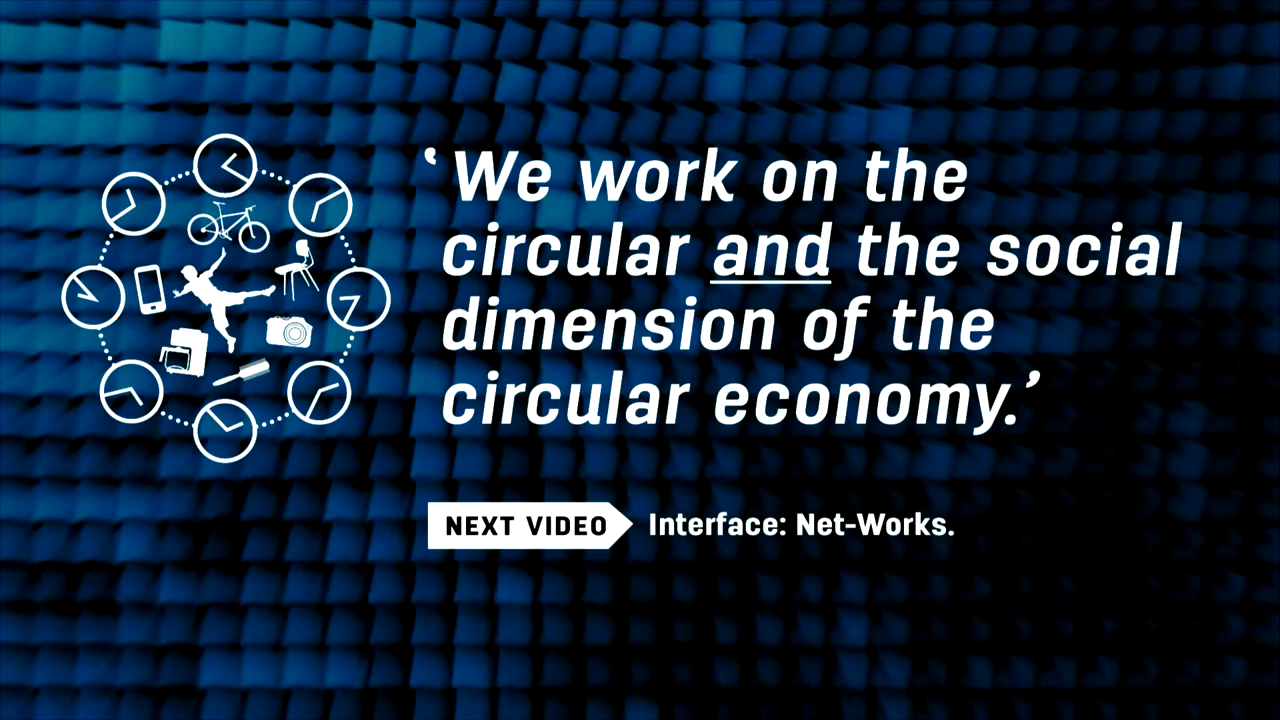 ‘We work on the
circular and the social
dimension of the
circular economy.’
NEXT VIDEO Interface: Net-Works.